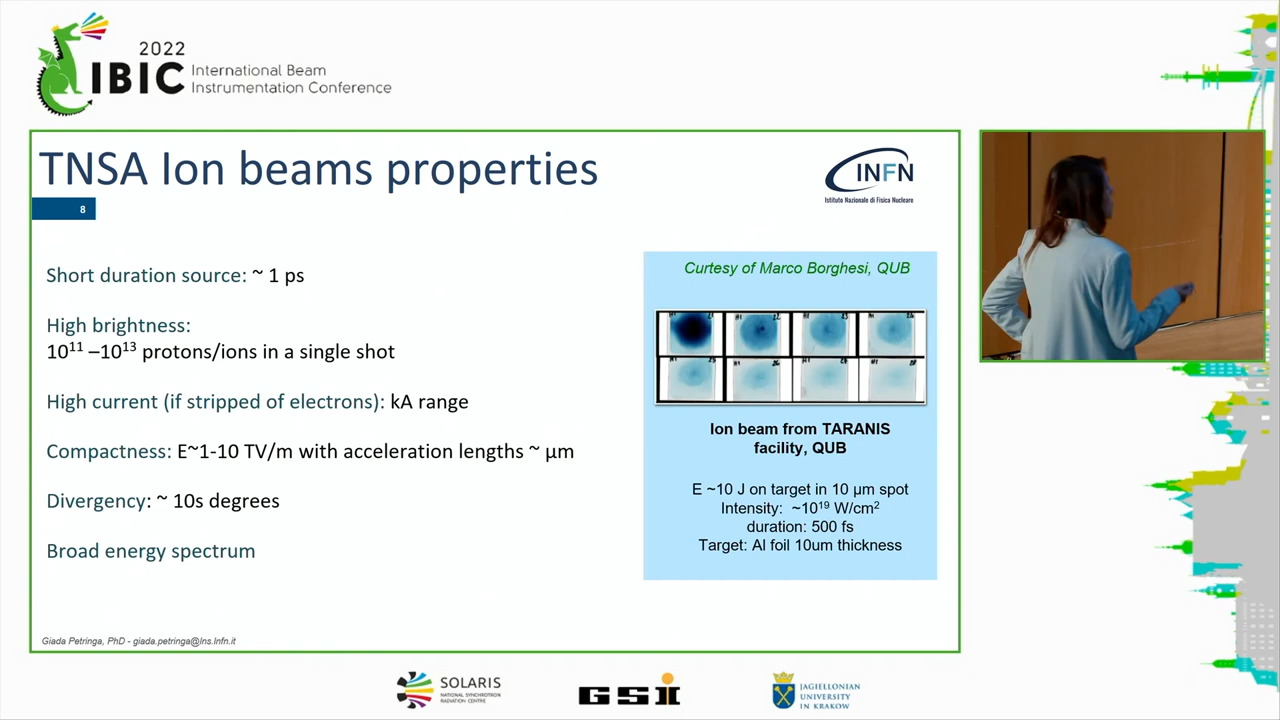 2022
IBIC
International Beam
Instrumentation Conference
TNSA Ion beams properties
INFN
Istituto Nazionale di Fisica Nucleare
8
Short duration source: ~ 1 ps
High brightness:
10¹¹ –10¹³ protons/ions in a single shot
High current (if stripped of electrons): kA range
Compactness: E~1-10 TV/m with acceleration lengths ~ μm
Divergency: ~ 10s degrees
Broad energy spectrum
Curtesy of Marco Borghesi, QUB
Ion beam from TARANIS
facility, QUB
E ~10 J on target in 10 μm spot
Intensity: ~10¹⁹ W/cm²
duration: 500 fs
Target: Al foil 10um thickness
Giada Petringa, PhD - giada.petringa@lns.infn.it
SOLARIS
NATIONAL SYNCHROTRON
RADIATION CENTRE
GSI
JAGIELLONIAN
UNIVERSITY
IN KRAKOW